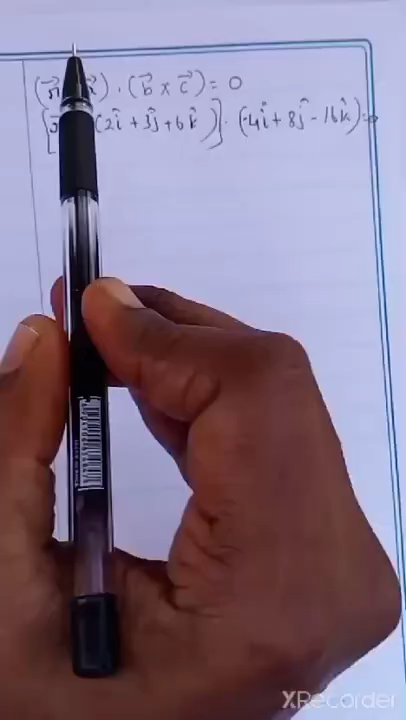 (r⃗ ) . (b⃗ × c⃗) = 0
{ (2î + 3ĵ + 6k̂)} . (-4î + 8ĵ - 16k̂) = 0
XRecorder